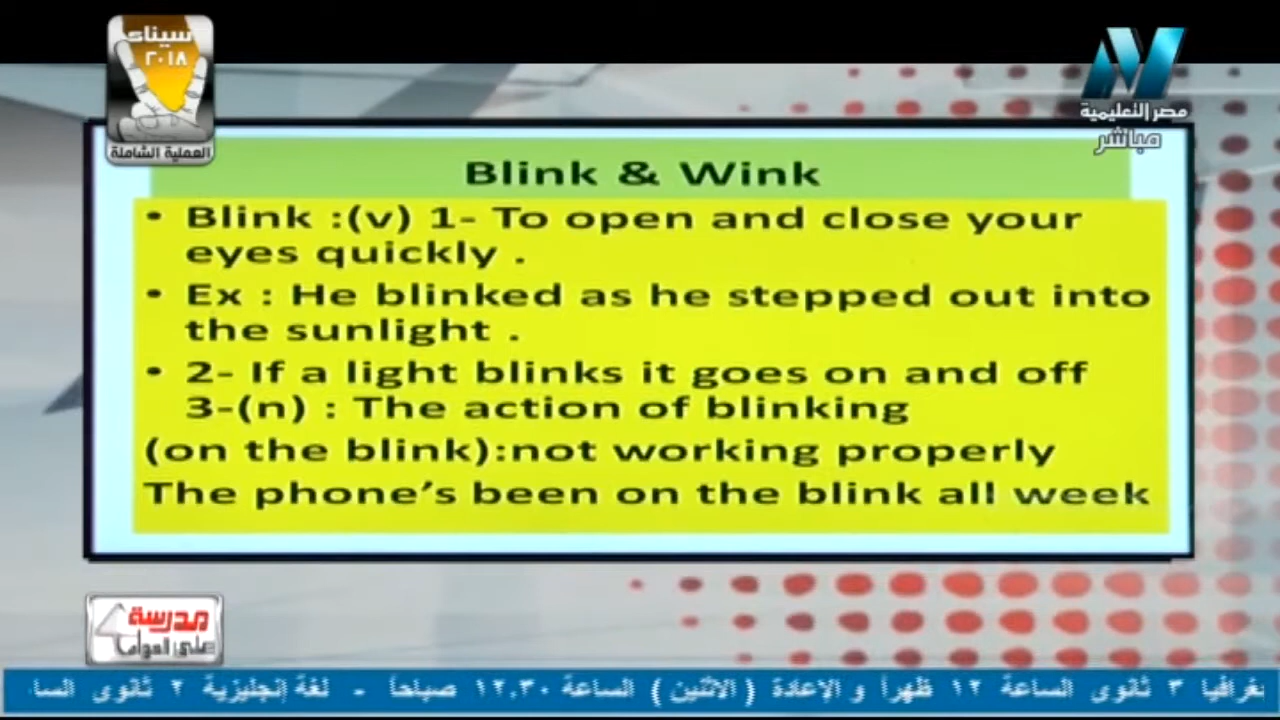 سيناء
٢٠١٨
العملية الشاملة
مصر التعليمية
مباشر
Blink & Wink
• Blink :(v) 1- To open and close your
eyes quickly .
• Ex : He blinked as he stepped out into
the sunlight .
• 2- If a light blinks it goes on and off
3-(n) : The action of blinking
(on the blink):not working properly
The phone’s been on the blink all week
مدرسة
على الهواء
٣ ثانوى الساعة ١٢ ظهراً و الإعادة ( الاثنين ) الساعة ١٢,٣٠ صباحاً - لغة إنجليزية ٢ ثانوى